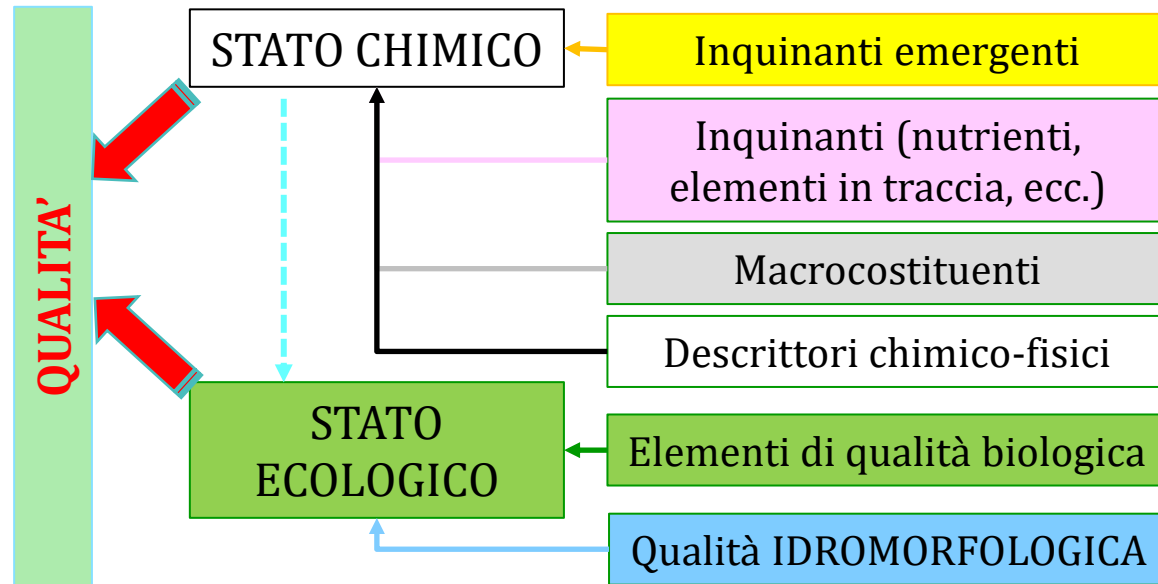 QUALITA’
STATO CHIMICO
STATO
ECOLOGICO
Inquinanti emergenti
Inquinanti (nutrienti,
elementi in traccia, ecc.)
Macrocostituenti
Descrittori chimico-fisici
Elementi di qualità biologica
Qualità IDROMORFOLOGICA